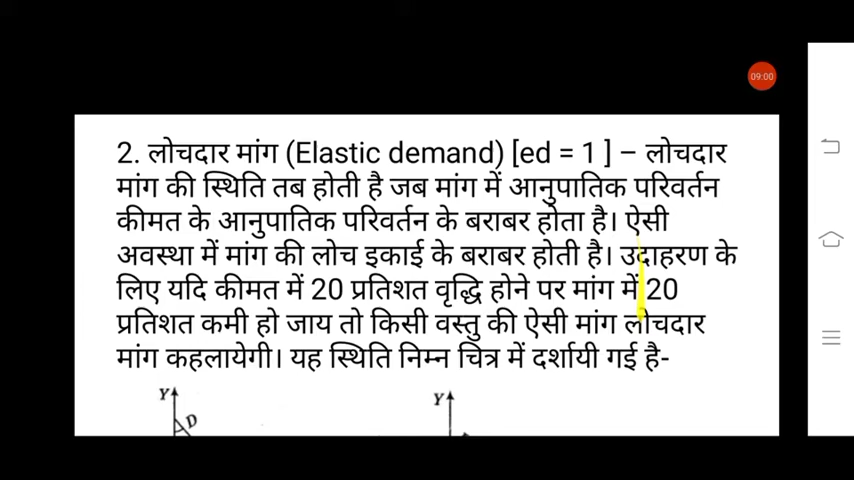 09:00
2. लोचदार मांग (Elastic demand) [ed = 1 ] – लोचदार
मांग की स्थिति तब होती है जब मांग में आनुपातिक परिवर्तन
कीमत के आनुपातिक परिवर्तन के बराबर होता है। ऐसी
अवस्था में मांग की लोच इकाई के बराबर होती है। उदाहरण के
लिए यदि कीमत में 20 प्रतिशत वृद्धि होने पर मांग में 20
प्रतिशत कमी हो जाय तो किसी वस्तु की ऐसी मांग लोचदार
मांग कहलायेगी। यह स्थिति निम्न चित्र में दर्शायी गई है-
Y Y
D